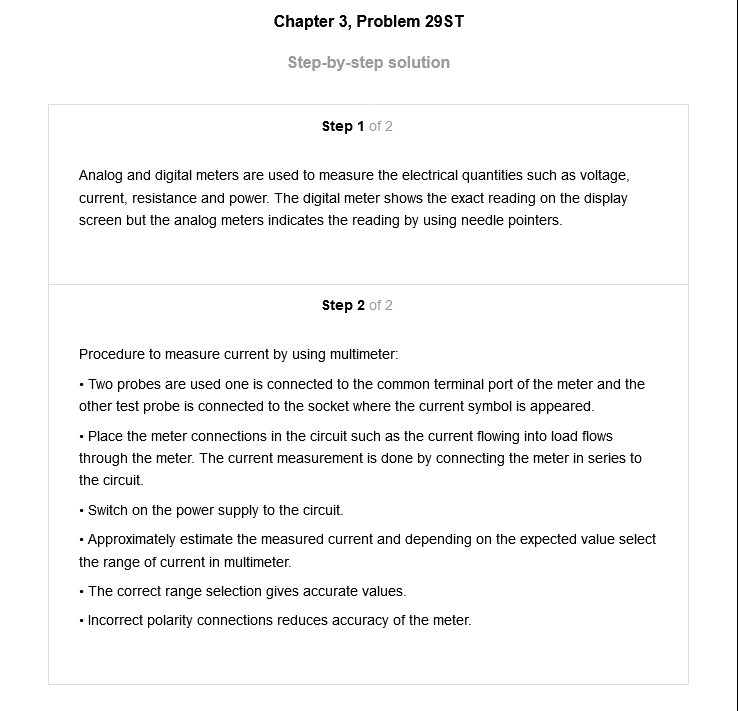 Chapter 3, Problem 29ST
Step-by-step solution
Step 1 of 2
Analog and digital meters are used to measure the electrical quantities such as voltage,
current, resistance and power. The digital meter shows the exact reading on the display
screen but the analog meters indicates the reading by using needle pointers.
Step 2 of 2
Procedure to measure current by using multimeter:
• Two probes are used one is connected to the common terminal port of the meter and the
other test probe is connected to the socket where the current symbol is appeared.
• Place the meter connections in the circuit such as the current flowing into load flows
through the meter. The current measurement is done by connecting the meter in series to
the circuit.
• Switch on the power supply to the circuit.
• Approximately estimate the measured current and depending on the expected value select
the range of current in multimeter.
• The correct range selection gives accurate values.
• Incorrect polarity connections reduces accuracy of the meter.